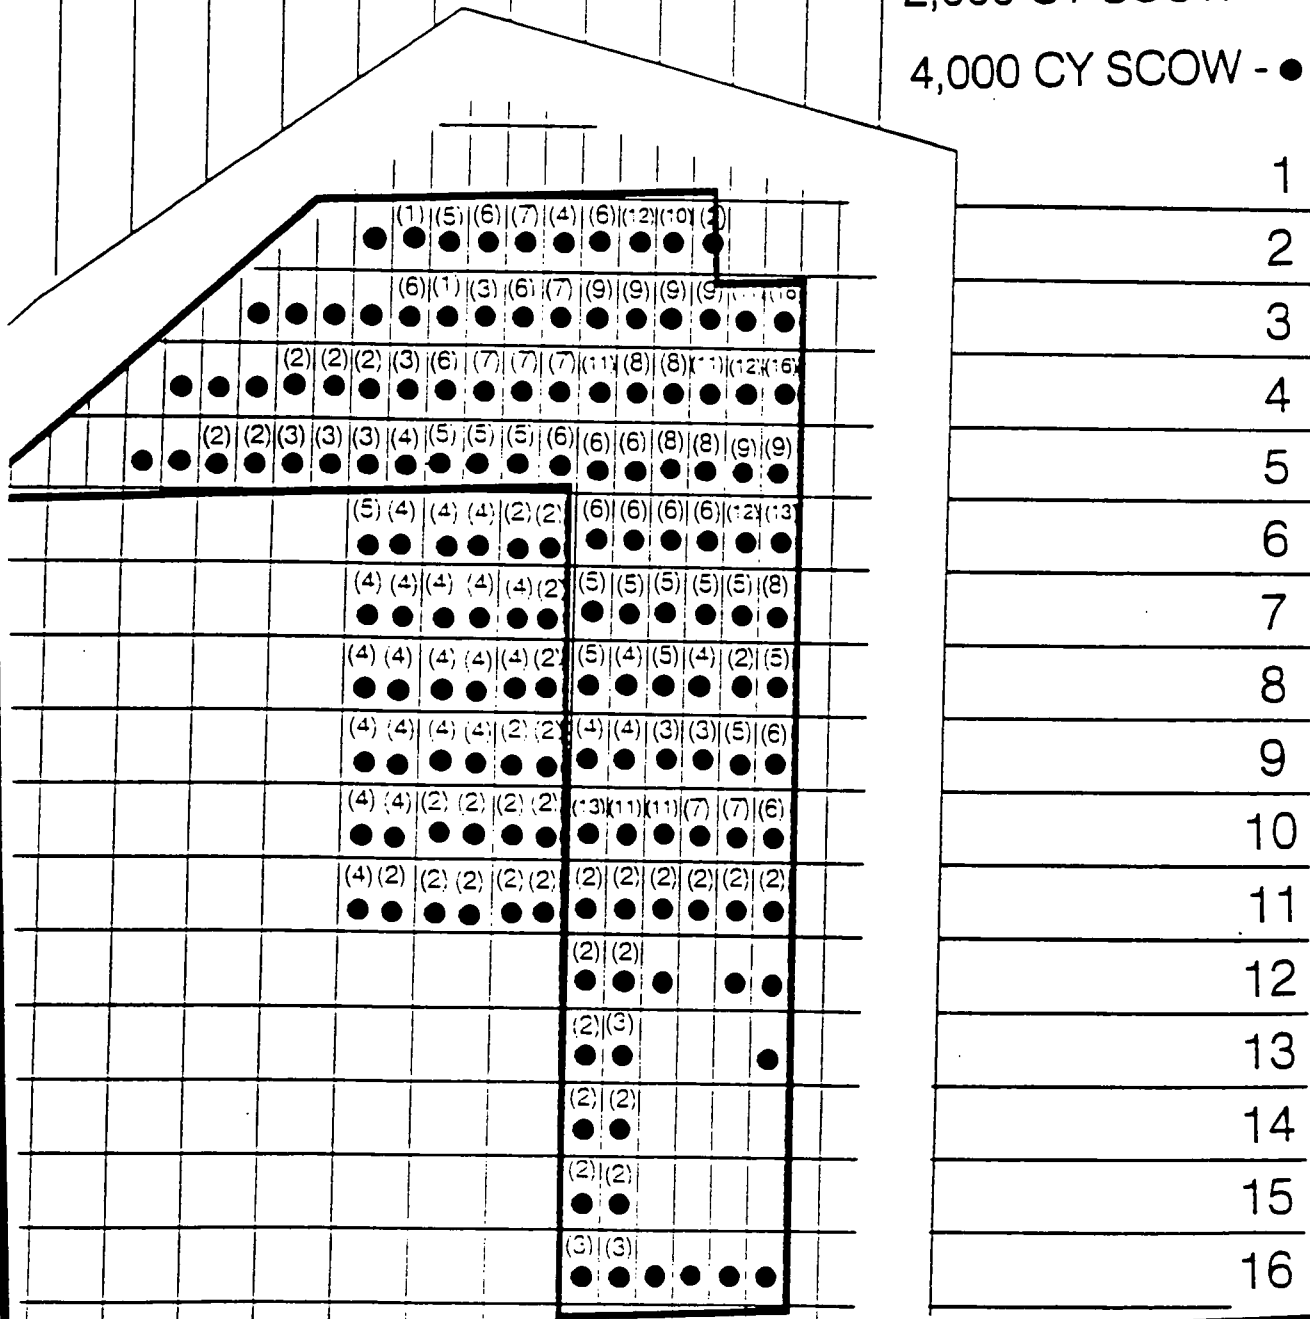 4,000 CY SCOW - ●
1
(1) (5) (6) (7) (4) (6) (12) (10) (2)
2
(6) (1) (3) (6) (7) (9) (9) (9) (9)
3
(2) (2) (2) (3) (6) (7) (7) (7) (11) (8) (8) (11) (12) (16)
4
(2) (2) (3) (3) (3) (4) (5) (5) (5) (6) (6) (6) (8) (8) (9) (9)
5
(5) (4) (4) (4) (2) (2) (6) (6) (6) (6) (12) (13)
6
(4) (4) (4) (4) (4) (2) (5) (5) (5) (5) (5) (8)
7
(4) (4) (4) (4) (4) (2) (5) (4) (5) (4) (2) (5)
8
(4) (4) (4) (4) (2) (2) (4) (4) (3) (3) (5) (6)
9
(4) (4) (2) (2) (2) (2) (13) (11) (11) (7) (7) (6)
10
(4) (2) (2) (2) (2) (2) (2) (2) (2) (2) (2) (2)
11
(2) (2)
12
(2) (3)
13
(2) (2)
14
(2) (2)
15
(3) (3)
16